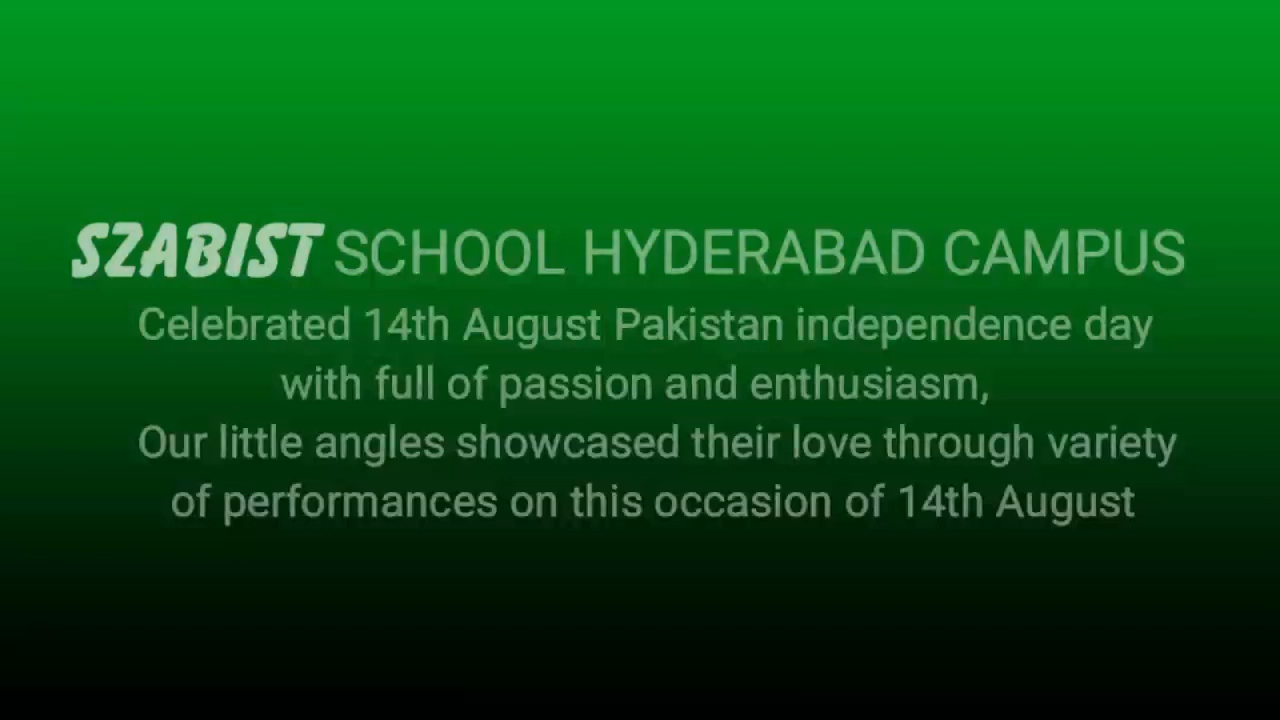 SZABIST SCHOOL HYDERABAD CAMPUS
Celebrated 14th August Pakistan independence day
with full of passion and enthusiasm,
Our little angles showcased their love through variety
of performances on this occasion of 14th August